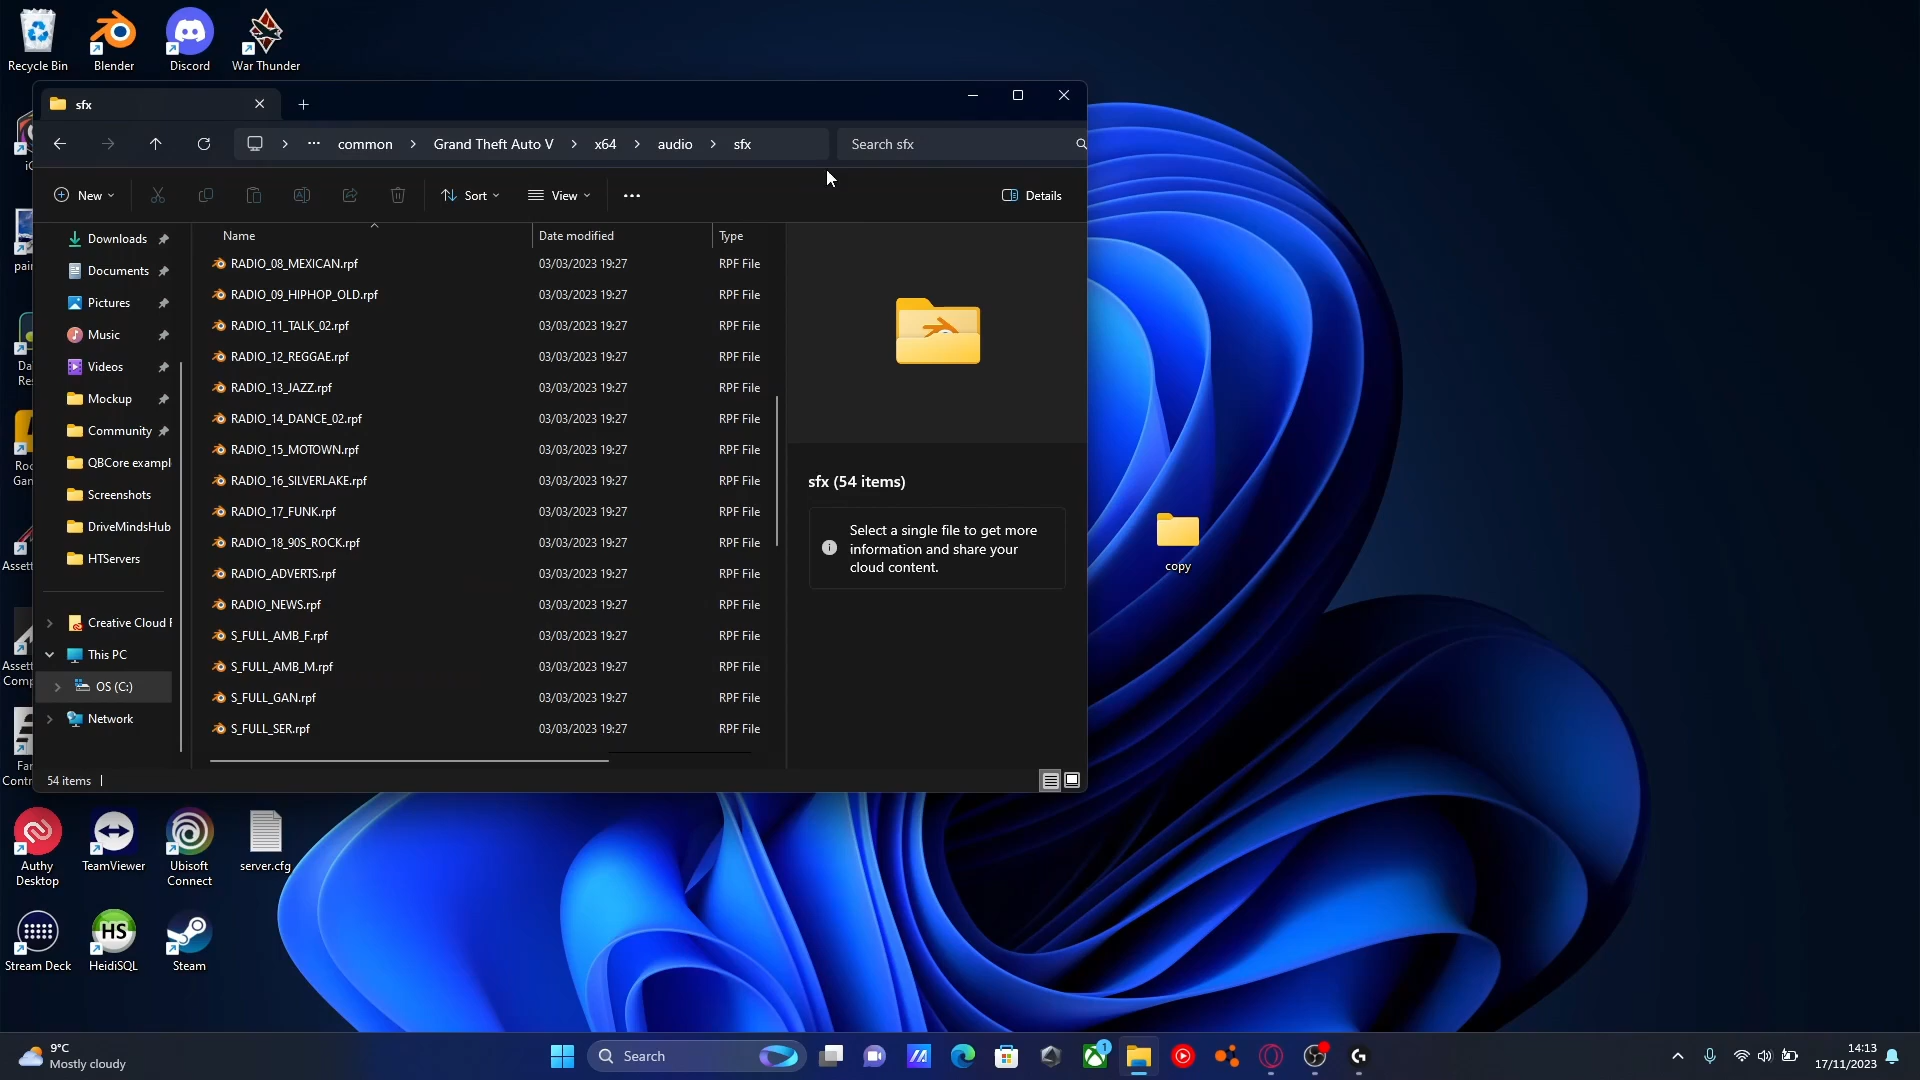 Recycle Bin
Blender
Discord
War Thunder
sfx
common
Grand Theft Auto V
x64
audio
sfx
Search sfx
New
Sort
View
Details
Name
Date modified
Type
Downloads
Documents
Pictures
Music
Videos
Mockup
Community
QBCore exampl
Screenshots
DriveMindsHub
HTServers
Creative Cloud F
This PC
OS (C:)
Network
RADIO_08_MEXICAN.rpf 03/03/2023 19:27 RPF File
RADIO_09_HIPHOP_OLD.rpf 03/03/2023 19:27 RPF File
RADIO_11_TALK_02.rpf 03/03/2023 19:27 RPF File
RADIO_12_REGGAE.rpf 03/03/2023 19:27 RPF File
RADIO_13_JAZZ.rpf 03/03/2023 19:27 RPF File
RADIO_14_DANCE_02.rpf 03/03/2023 19:27 RPF File
RADIO_15_MOTOWN.rpf 03/03/2023 19:27 RPF File
RADIO_16_SILVERLAKE.rpf 03/03/2023 19:27 RPF File
RADIO_17_FUNK.rpf 03/03/2023 19:27 RPF File
RADIO_18_90S_ROCK.rpf 03/03/2023 19:27 RPF File
RADIO_ADVERTS.rpf 03/03/2023 19:27 RPF File
RADIO_NEWS.rpf 03/03/2023 19:27 RPF File
S_FULL_AMB_F.rpf 03/03/2023 19:27 RPF File
S_FULL_AMB_M.rpf 03/03/2023 19:27 RPF File
S_FULL_GAN.rpf 03/03/2023 19:27 RPF File
S_FULL_SER.rpf 03/03/2023 19:27 RPF File
sfx (54 items)
Select a single file to get more
information and share your
cloud content.
54 items
copy
Authy
Desktop
TeamViewer
Ubisoft
Connect
server.cfg
Stream Deck
HS
HeidiSQL
Steam
9°C
Mostly cloudy
Search
1
14:13
17/11/2023